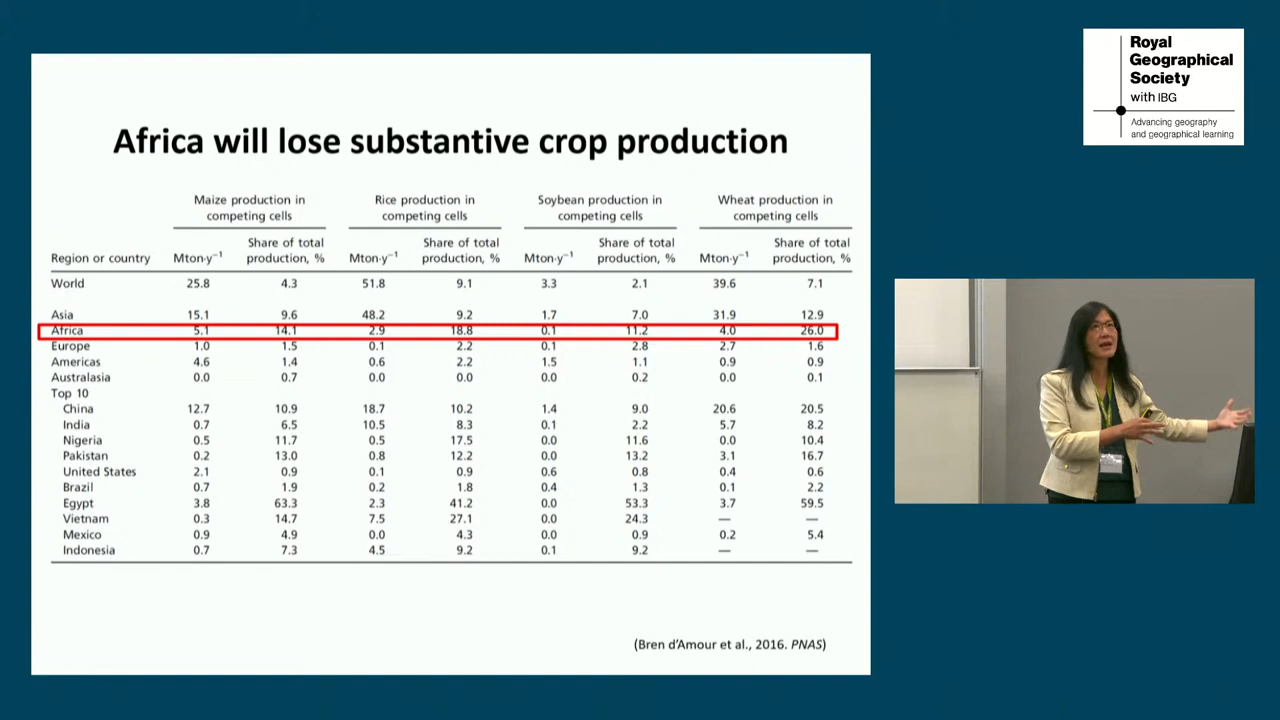 Royal
Geographical
Society
with IBG
Advancing geography
and geographical learning
Africa will lose substantive crop production
Maize production in competing cells Rice production in competing cells Soybean production in competing cells Wheat production in competing cells
Region or country Mton·y⁻¹ Share of total production, % Mton·y⁻¹ Share of total production, % Mton·y⁻¹ Share of total production, % Mton·y⁻¹ Share of total production, %
World 25.8 4.3 51.8 9.1 3.3 2.1 39.6 7.1
Asia 15.1 9.6 48.2 9.2 1.7 7.0 31.9 12.9
Africa 5.1 14.1 2.9 18.8 0.1 11.2 4.0 26.0
Europe 1.0 1.5 0.1 2.2 0.1 2.8 2.7 1.6
Americas 4.6 1.4 0.6 2.2 1.5 1.1 0.9 0.9
Australasia 0.0 0.7 0.0 0.0 0.0 0.2 0.0 0.1
Top 10
China 12.7 10.9 18.7 10.2 1.4 9.0 20.6 20.5
India 0.7 6.5 10.5 8.3 0.1 2.2 5.7 8.2
Nigeria 0.5 11.7 0.5 17.5 0.0 11.6 0.0 10.4
Pakistan 0.2 13.0 0.8 12.2 0.0 13.2 3.1 16.7
United States 2.1 0.9 0.1 0.9 0.6 0.8 0.4 0.6
Brazil 0.7 1.9 0.2 1.8 0.4 1.3 0.1 2.2
Egypt 3.8 63.3 2.3 41.2 0.0 53.3 3.7 59.5
Vietnam 0.3 14.7 7.5 27.1 0.0 24.3 — —
Mexico 0.9 4.9 0.0 4.3 0.0 0.9 0.2 5.4
Indonesia 0.7 7.3 4.5 9.2 0.1 9.2 — —
(Bren d'Amour et al., 2016. PNAS)